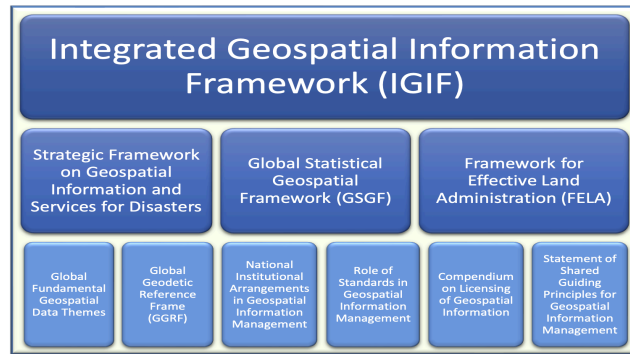 Integrated Geospatial Information
Framework (IGIF)
Strategic Framework
on Geospatial
Information and
Services for Disasters
Global Statistical
Geospatial
Framework (GSGF)
Framework for
Effective Land
Administration (FELA)
Global
Fundamental
Geospatial
Data Themes
Global
Geodetic
Reference
Frame
(GGRF)
National
Institutional
Arrangements
in Geospatial
Information
Management
Role of
Standards in
Geospatial
Information
Management
Compendium
on Licensing
of Geospatial
Information
Statement of
Shared
Guiding
Principles for
Geospatial
Information
Management